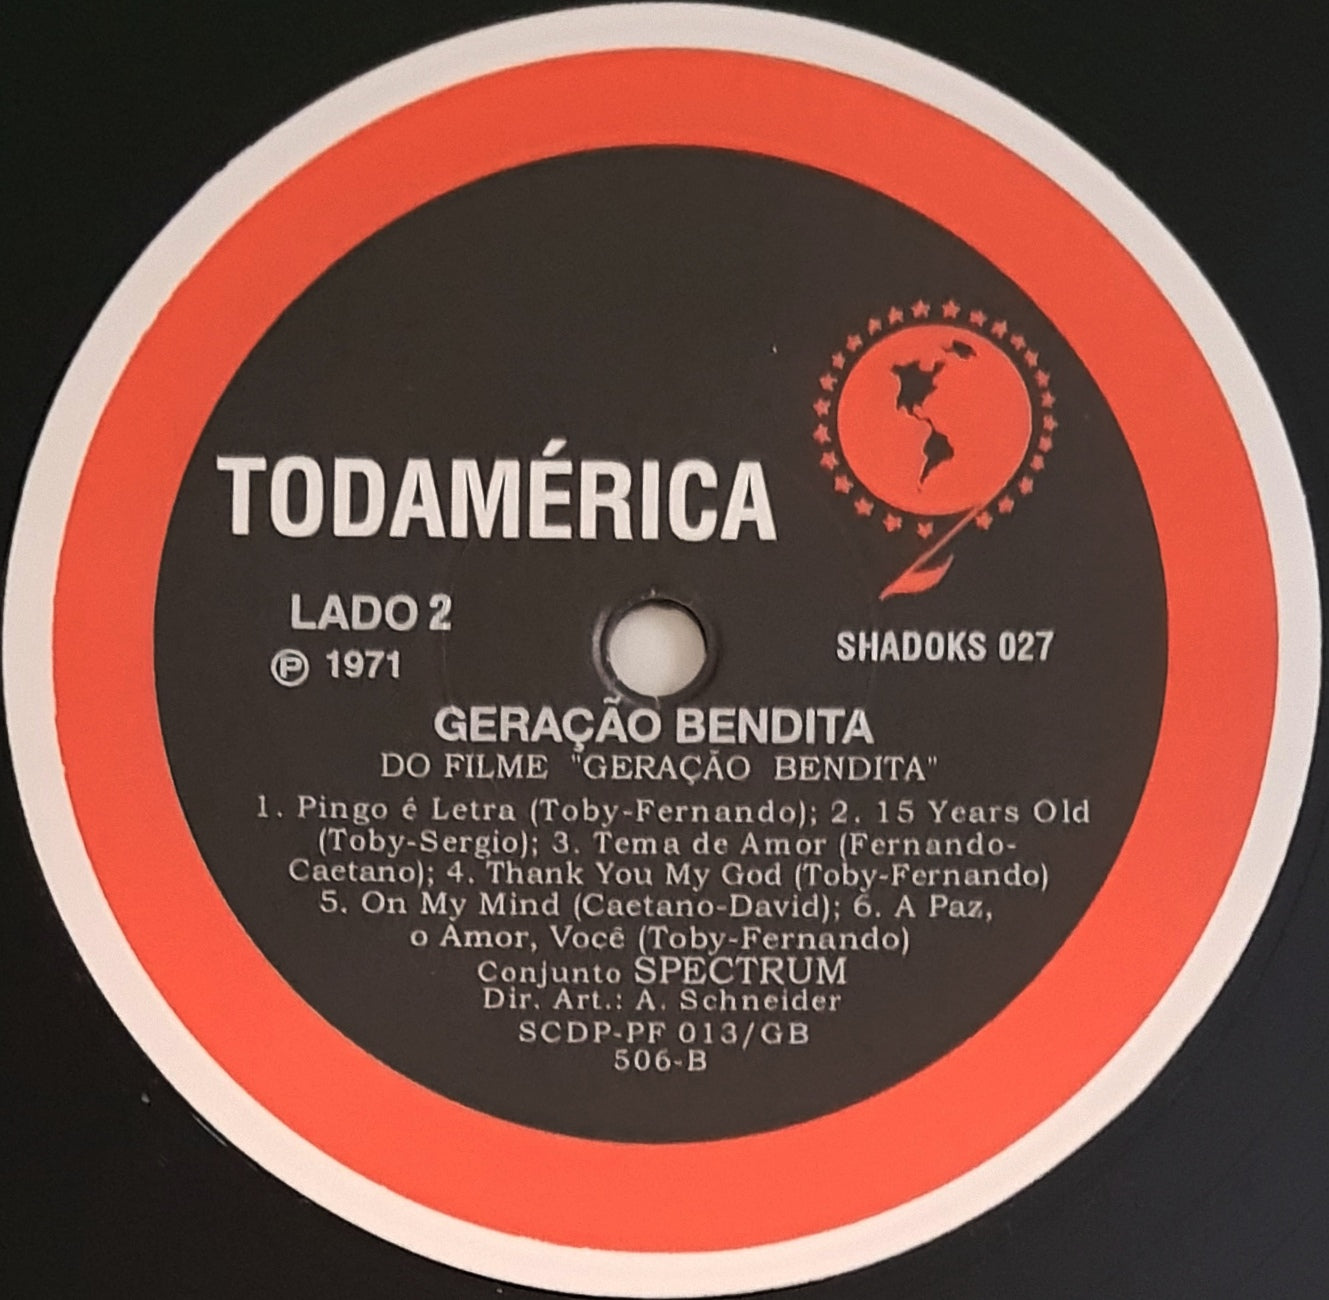 TODAMÉRICA
LADO 2
℗ 1971
SHADOKS 027
GERAÇÃO BENDITA
DO FILME "GERAÇÃO BENDITA"
1. Pingo é Letra (Toby-Fernando); 2. 15 Years Old
(Toby-Sergio); 3. Tema de Amor (Fernando-
Caetano); 4. Thank You My God (Toby-Fernando)
5. On My Mind (Caetano-David); 6. A Paz,
o Amor, Você (Toby-Fernando)
Conjunto SPECTRUM
Dir. Art.: A. Schneider
SCDP-PF 013/GB
506-B